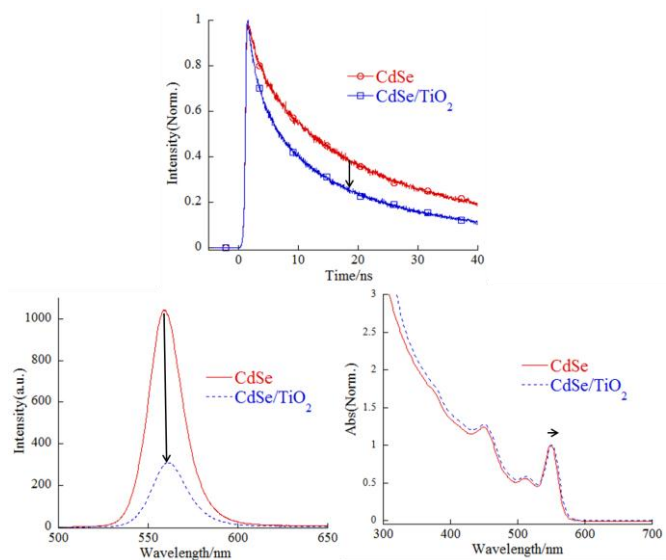 Intensity(Norm.)
1
0.8
0.6
0.4
0.2
0
CdSe
CdSe/TiO₂
0
10
20
30
40
Time/ns
Intensity(a.u.)
1000
800
600
400
200
0
CdSe
CdSe/TiO₂
500
550
600
650
Wavelength/nm
Abs(Norm.)
3
2.5
2
1.5
1
0.5
0
CdSe
CdSe/TiO₂
300
400
500
600
700
Wavelength/nm